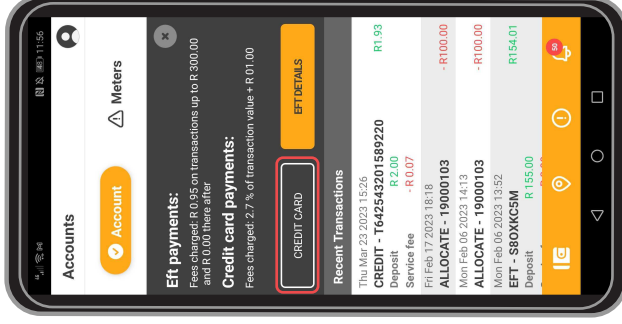 11:56
Accounts
Account
Meters
Eft payments:
Fees charged: R 0.95 on transactions up to R 300.00
and R 0.00 there after
Credit card payments:
Fees charged: 2.7 % of transaction value + R 01.00
CREDIT CARD
EFT DETAILS
Recent Transactions
Thu Mar 23 2023 15:26
CREDIT - T6425432015892​20
R1.93
Deposit
R 2.00
Service fee
- R 0.07
Fri Feb 17 2023 18:18
ALLOCATE - 19000103
- R100.00
Mon Feb 06 2023 14:13
ALLOCATE - 19000103
- R100.00
Mon Feb 06 2023 13:52
EFT - S8OXKC5M
R154.01
Deposit
R 155.00
50